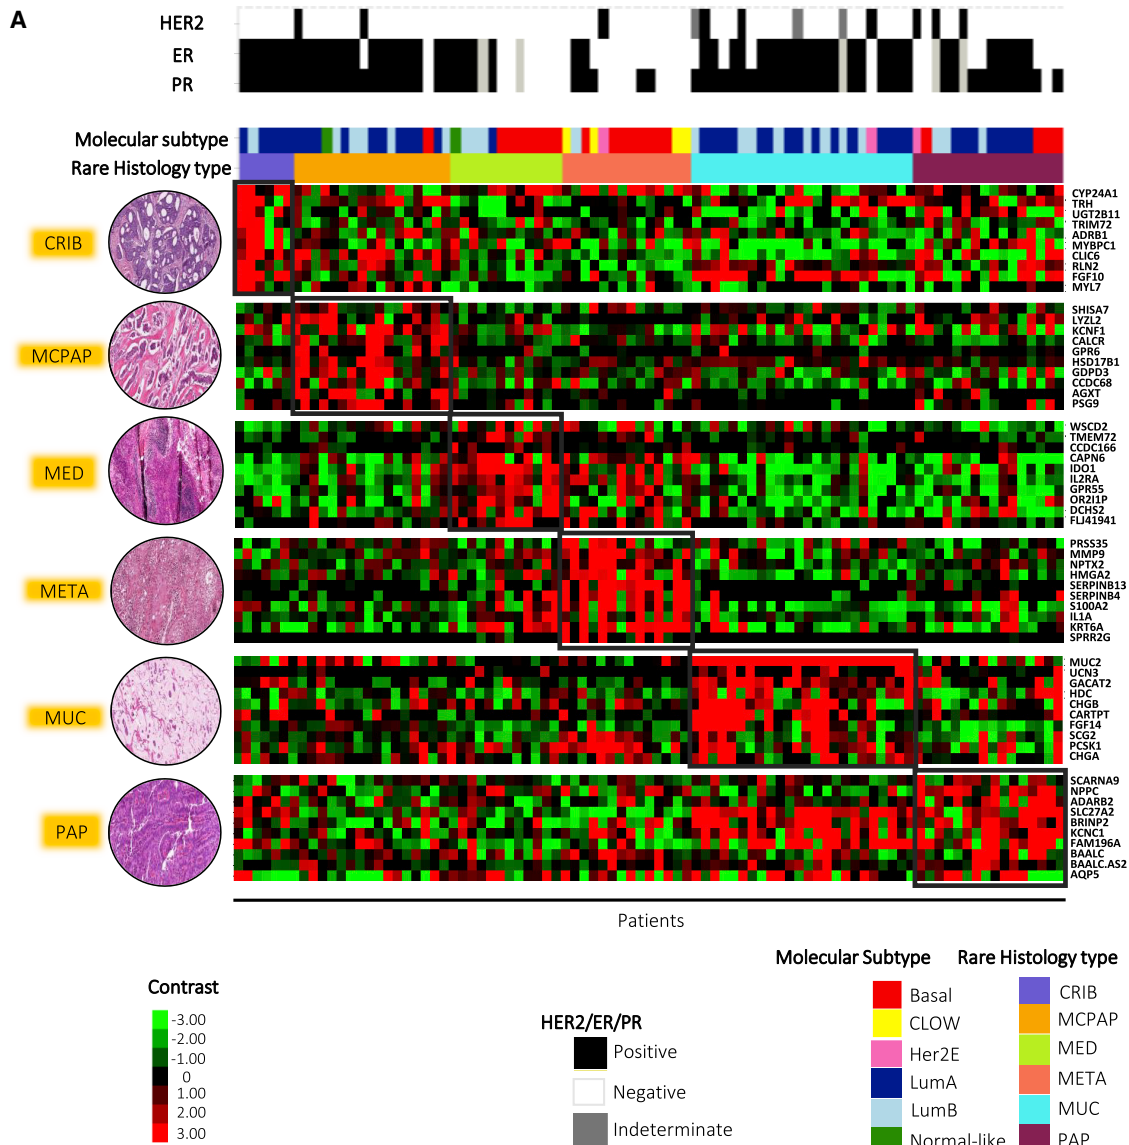 A
HER2
ER
PR
Molecular subtype
Rare Histology type
CRIB
CYP24A1
TRH
UGT2B11
TRIM72
ADRB1
MYBPC1
CLIC6
RLN2
FGF10
MYL7
MCPAP
SHISA7
LYZL2
KCNF1
CALCR
GPR6
HSD17B1
GDPD3
CCDC68
AGXT
PSG9
MED
WSCD2
TMEM72
CCDC166
CAPN6
IDO1
IL2RA
GPR55
OR2I1P
DCHS2
FLJ41941
META
PRSS35
MMP9
NPTX2
HMGA2
SERPINB13
SERPINB4
S100A2
IL1A
KRT6A
SPRR2G
MUC
MUC2
UCN3
GACAT2
HDC
CHGB
CARTPT
FGF14
SCG2
PCSK1
CHGA
PAP
SCARNA9
NPPC
ADARB2
SLC27A2
BRINP2
KCNC1
FAM196A
BAALC
BAALC.AS2
AQP5
Patients
Contrast
-3.00
-2.00
-1.00
0
1.00
2.00
3.00
HER2/ER/PR
Positive
Negative
Indeterminate
Molecular Subtype
Basal
CLOW
Her2E
LumA
LumB
Normal-like
Rare Histology type
CRIB
MCPAP
MED
META
MUC
PAP